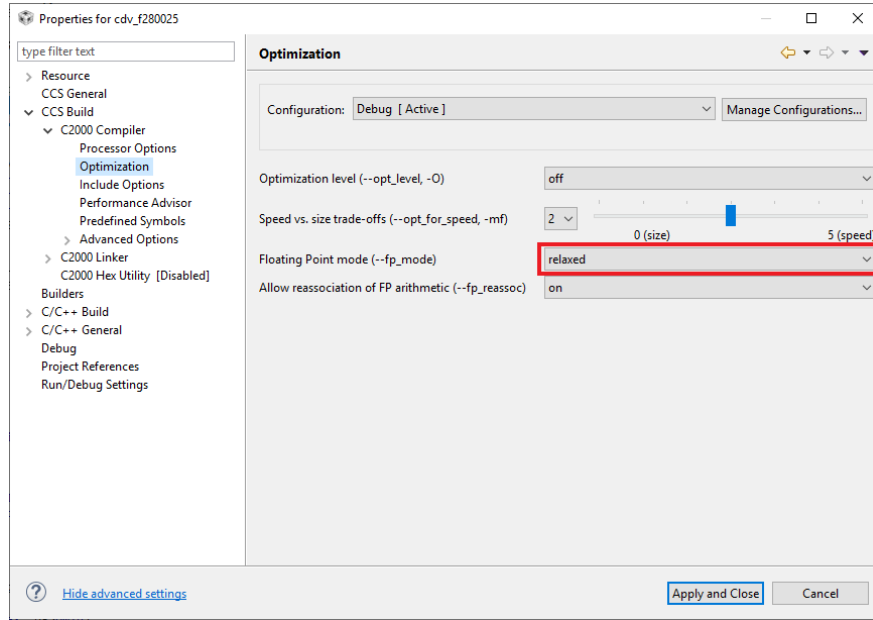 Properties for cdv_f280025
type filter text
Optimization
Resource
CCS General
CCS Build
C2000 Compiler
Processor Options
Optimization
Include Options
Performance Advisor
Predefined Symbols
Advanced Options
C2000 Linker
C2000 Hex Utility [Disabled]
Builders
C/C++ Build
C/C++ General
Debug
Project References
Run/Debug Settings
Configuration: Debug [ Active ] Manage Configurations...
Optimization level (--opt_level, -O) off
Speed vs. size trade-offs (--opt_for_speed, -mf) 2
0 (size) 5 (speed)
Floating Point mode (--fp_mode) relaxed
Allow reassociation of FP arithmetic (--fp_reassoc) on
? Hide advanced settings Apply and Close Cancel